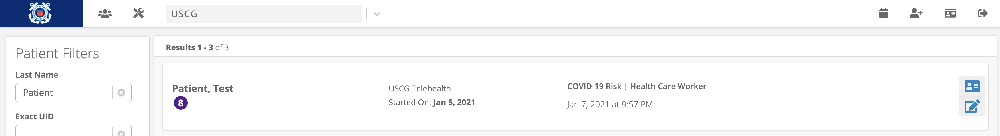 USCG
Patient Filters
Last Name
Patient
Exact UID
Results 1 - 3 of 3
Patient, Test
8
USCG Telehealth
Started On: Jan 5, 2021
COVID-19 Risk | Health Care Worker
Jan 7, 2021 at 9:57 PM